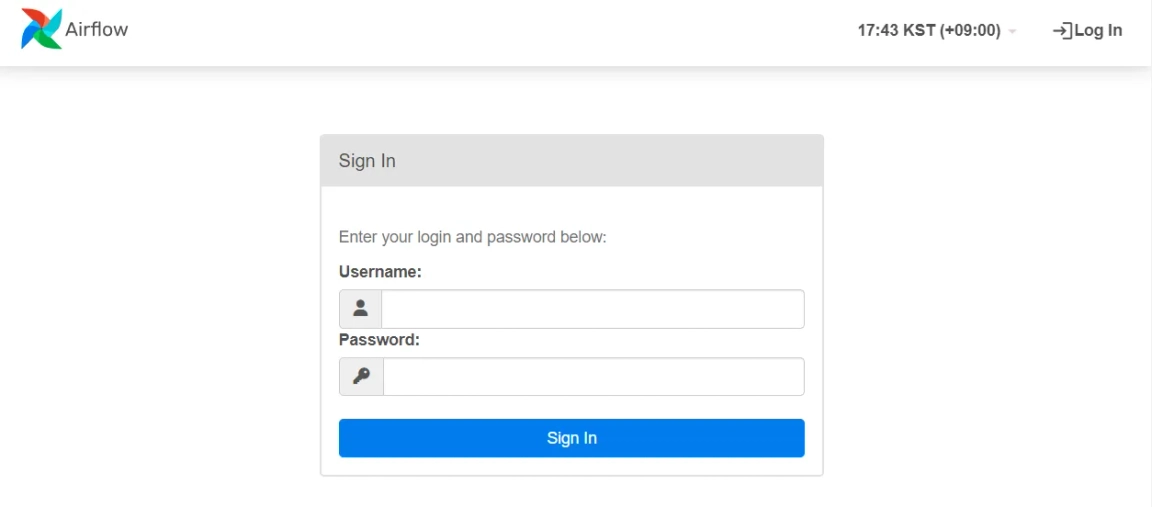 Airflow
17:43 KST (+09:00)
Log In
Sign In
Enter your login and password below:
Username:
Password:
Sign In